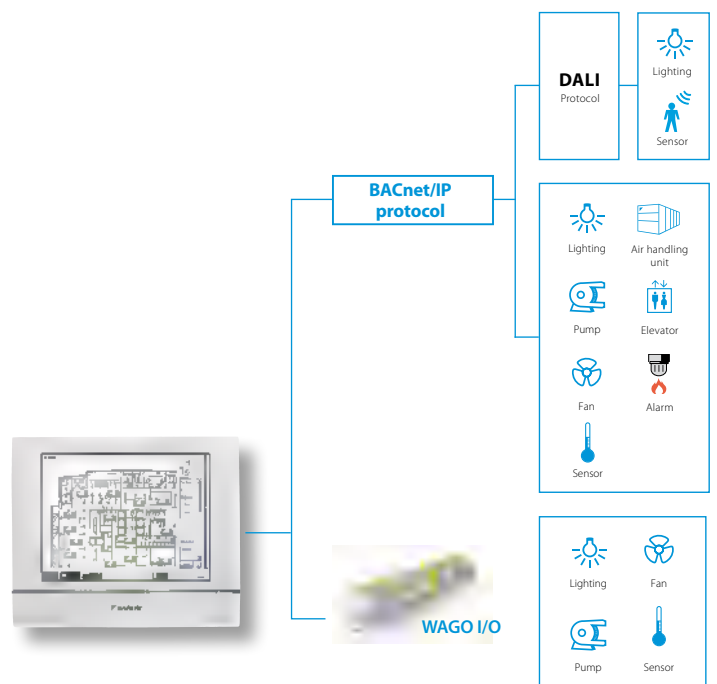 DALI
Protocol
Lighting
Sensor
BACnet/IP
protocol
Lighting
Air handling
unit
Pump
Elevator
Fan
Alarm
Sensor
WAGO I/O
Lighting
Fan
Pump
Sensor